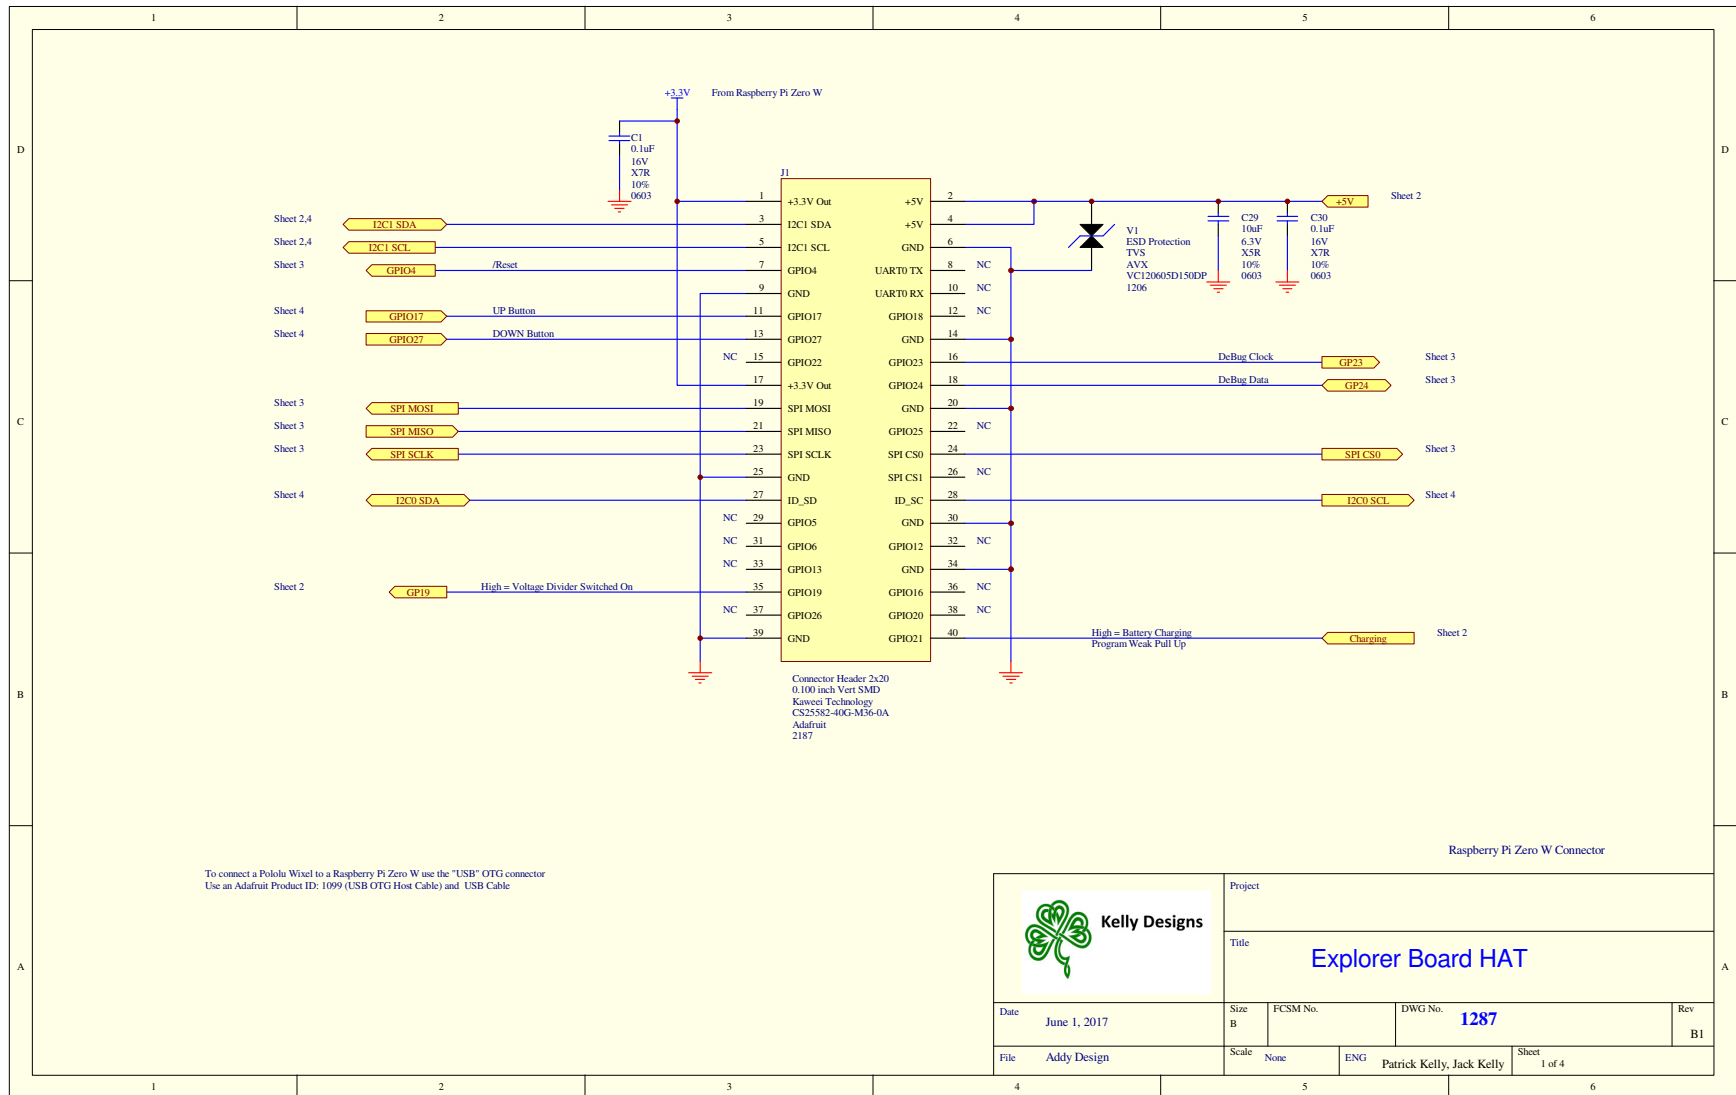 1 2 3 4 5 6
+3.3V From Raspberry Pi Zero W
C1
0.1uF
16V
X7R
10%
0603
D D
J1
1 +3.3V Out +5V 2
+5V Sheet 2
Sheet 2,4 I2C1 SDA 3 I2C1 SDA +5V 4
Sheet 2,4 I2C1 SCL 5 I2C1 SCL GND 6
Sheet 3 GPIO4 /Reset 7 GPIO4 UART0 TX 8 NC
V1
ESD Protection
TVS
AVX
VC120605D150DP
1206
C29
10uF
6.3V
X5R
10%
0603
C30
0.1uF
16V
X7R
10%
0603
9 GND UART0 RX 10 NC
Sheet 4 GPIO17 UP Button 11 GPIO17 GPIO18 12 NC
Sheet 4 GPIO27 DOWN Button 13 GPIO27 GND 14
NC 15 GPIO22 GPIO23 16 DeBug Clock GP23 Sheet 3
17 +3.3V Out GPIO24 18 DeBug Data GP24 Sheet 3
Sheet 3 SPI MOSI 19 SPI MOSI GND 20
C C
Sheet 3 SPI MISO 21 SPI MISO GPIO25 22 NC
Sheet 3 SPI SCLK 23 SPI SCLK SPI CS0 24 SPI CS0 Sheet 3
25 GND SPI CS1 26 NC
Sheet 4 I2C0 SDA 27 ID_SD ID_SC 28 I2C0 SCL Sheet 4
NC 29 GPIO5 GND 30
NC 31 GPIO6 GPIO12 32 NC
NC 33 GPIO13 GND 34
Sheet 2 GP19 High = Voltage Divider Switched On 35 GPIO19 GPIO16 36 NC
NC 37 GPIO26 GPIO20 38 NC
39 GND GPIO21 40 High = Battery Charging Charging Sheet 2
Program Weak Pull Up
B B
Connector Header 2x20
0.100 inch Vert SMD
Kaweei Technology
CS25582-40G-M36-0A
Adafruit
2187
Raspberry Pi Zero W Connector
To connect a Pololu Wixel to a Raspberry Pi Zero W use the "USB" OTG connector
Use an Adafruit Product ID: 1099 (USB OTG Host Cable) and USB Cable
Kelly Designs
Project
Title
Explorer Board HAT
A A
Date June 1, 2017
Size B
FCSM No.
DWG No. 1287
Rev B1
File Addy Design
Scale None
ENG Patrick Kelly, Jack Kelly
Sheet 1 of 4
1 2 3 4 5 6